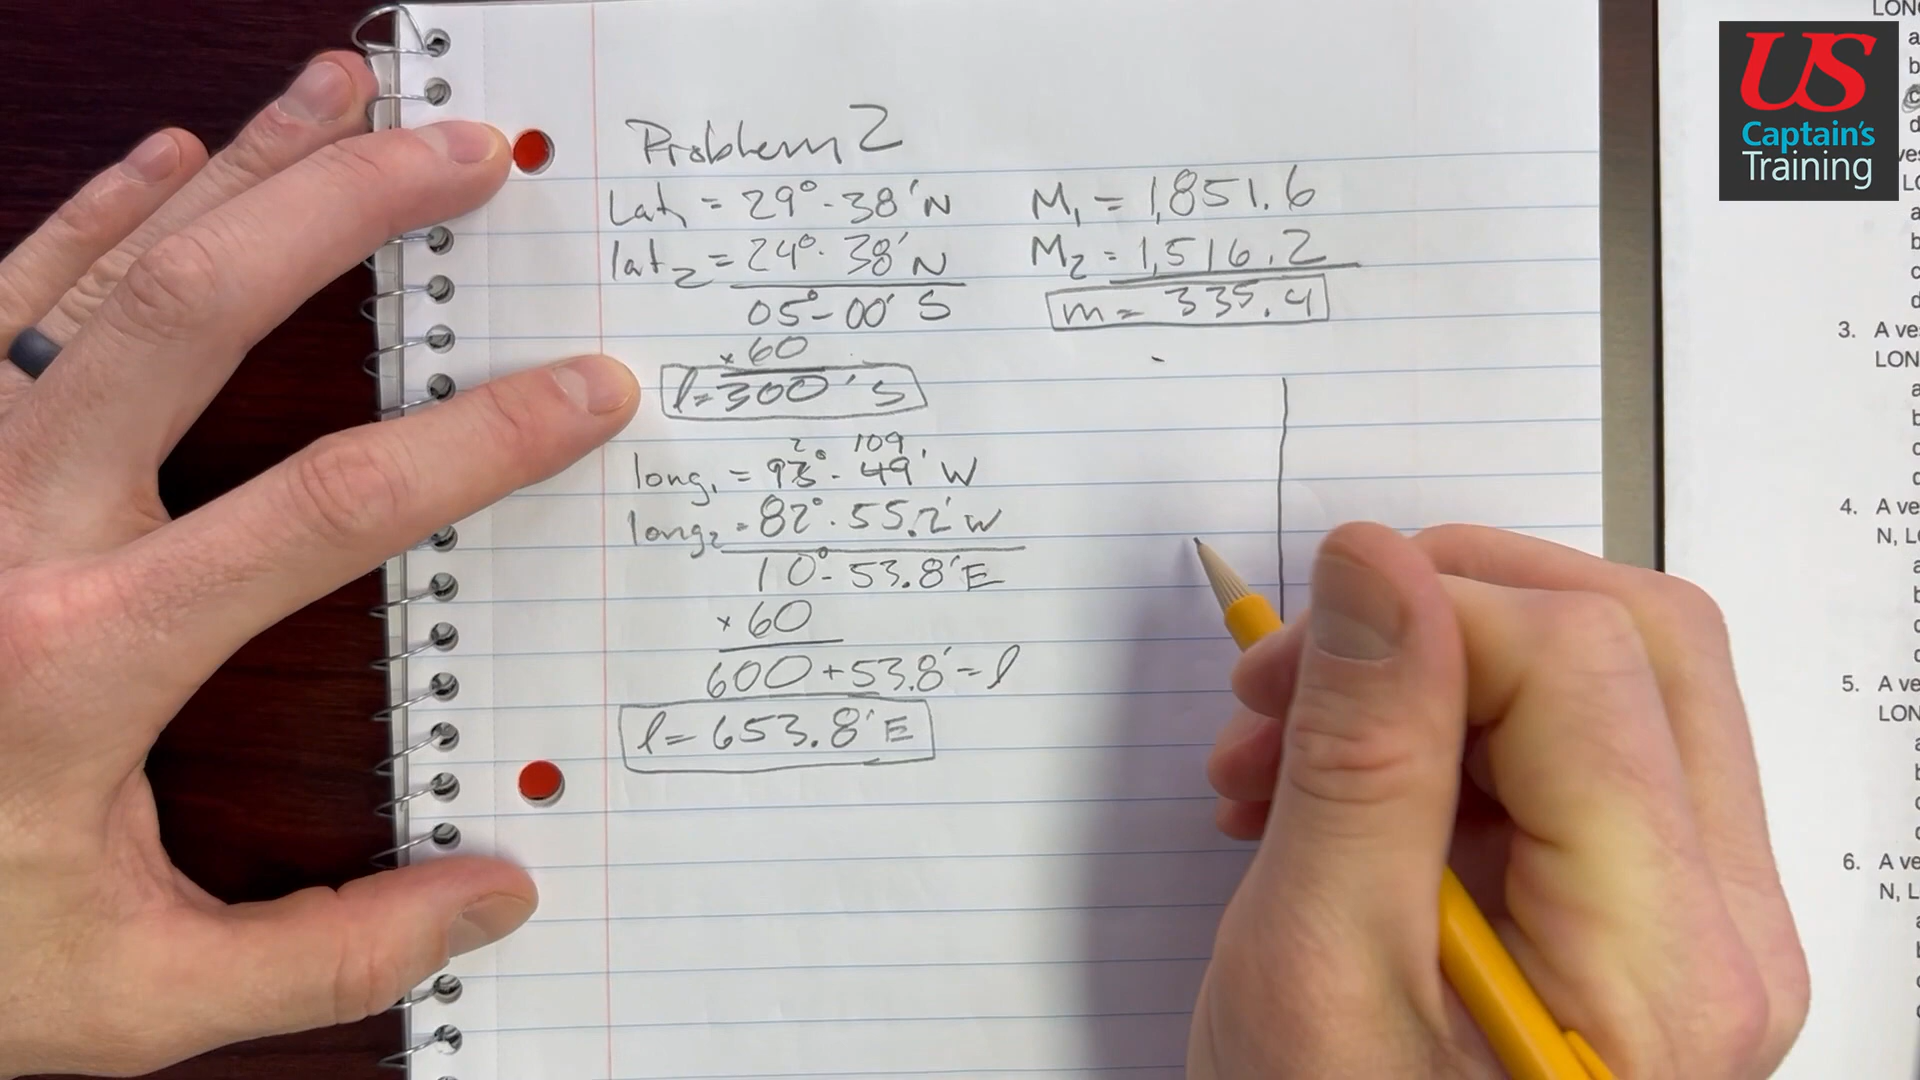 Problem 2
Lat₁ = 29° - 38' N
lat₂ = 24° - 38' N
05° - 00' S
x 60
l = 300' S
2 109
long₁ = 93° - 49' W
long₂ = 82° - 55.2' W
10° - 53.8' E
x 60
600 + 53.8' = l
l = 653.8' E
M₁ = 1,851.6
M₂ = 1,516.2
m = 335.4
US
Captain's
Training
3. A ve
LON
4. A ve
N, L
5. A ve
LON
6. A ve
N, L